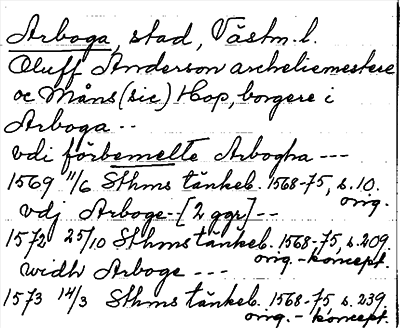 Arboga, stad, Västm.l.
Oluff Anderson archeliemestere
oc Måns (sic) Hop, borgere i
Arboga --
vdi förbemelte Arbogha ---
1569 11/6 Sthms tänkeb. 1568-75, s. 10.
orig.
vdj Arboge - [2 ggr] --
1572 25/10 Sthms tänkeb. 1568-75, s. 209.
orig. - koncept.
widh Arboge ---
1573 14/3 Sthms tänkeb. 1568-75 s. 239.
orig. - koncept.